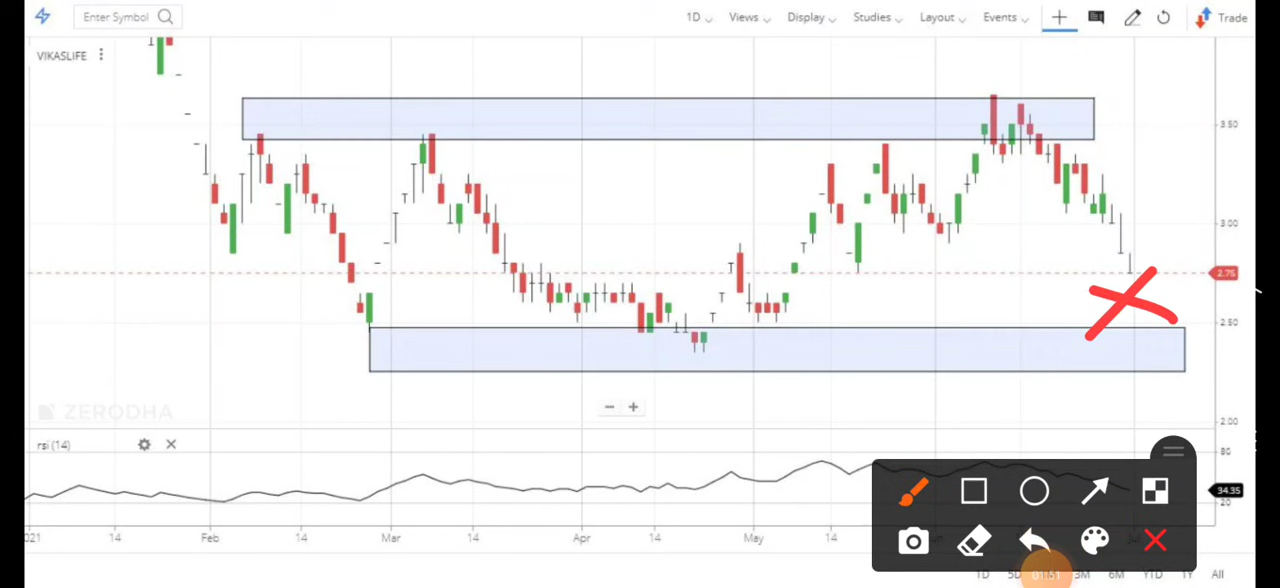 Enter Symbol 1D Views Display Studies Layout Events Trade
VIKASLIFE
3.50
3.00
2.75
2.50
ZERODHA
2.00
rsi (14)
80
34.35
20
021 14 Feb 14 Mar 14 Apr 14 May 14
1D 5D 01:51 3M 6M YTD 1Y All